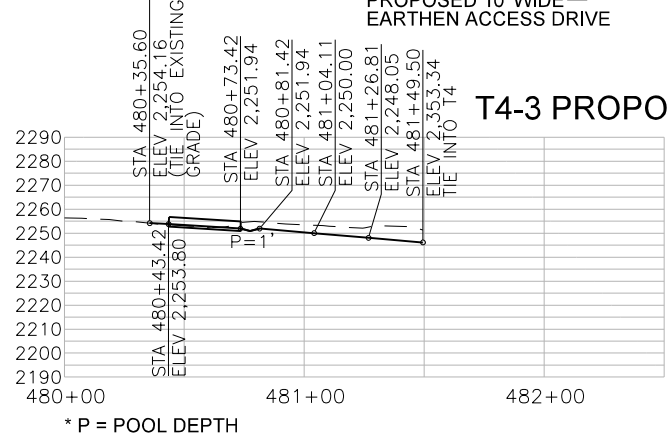 PROPOSED 10' WIDE
EARTHEN ACCESS DRIVE
T4-3 PROPO
STA 480+35.60
ELEV 2,254.16
(TIE INTO EXISTING
GRADE)
STA 480+73.42
ELEV 2,251.94
STA 480+81.42
ELEV 2,251.94
STA 481+04.11
ELEV 2,250.00
STA 481+26.81
ELEV 2,248.05
STA 481+49.50
ELEV 2,353.34
TIE INTO T4
2290
2280
2270
2260
2250
2240
2230
2220
2210
2200
2190
P=1'
STA 480+43.42
ELEV 2,253.80
480+00
481+00
482+00
* P = POOL DEPTH